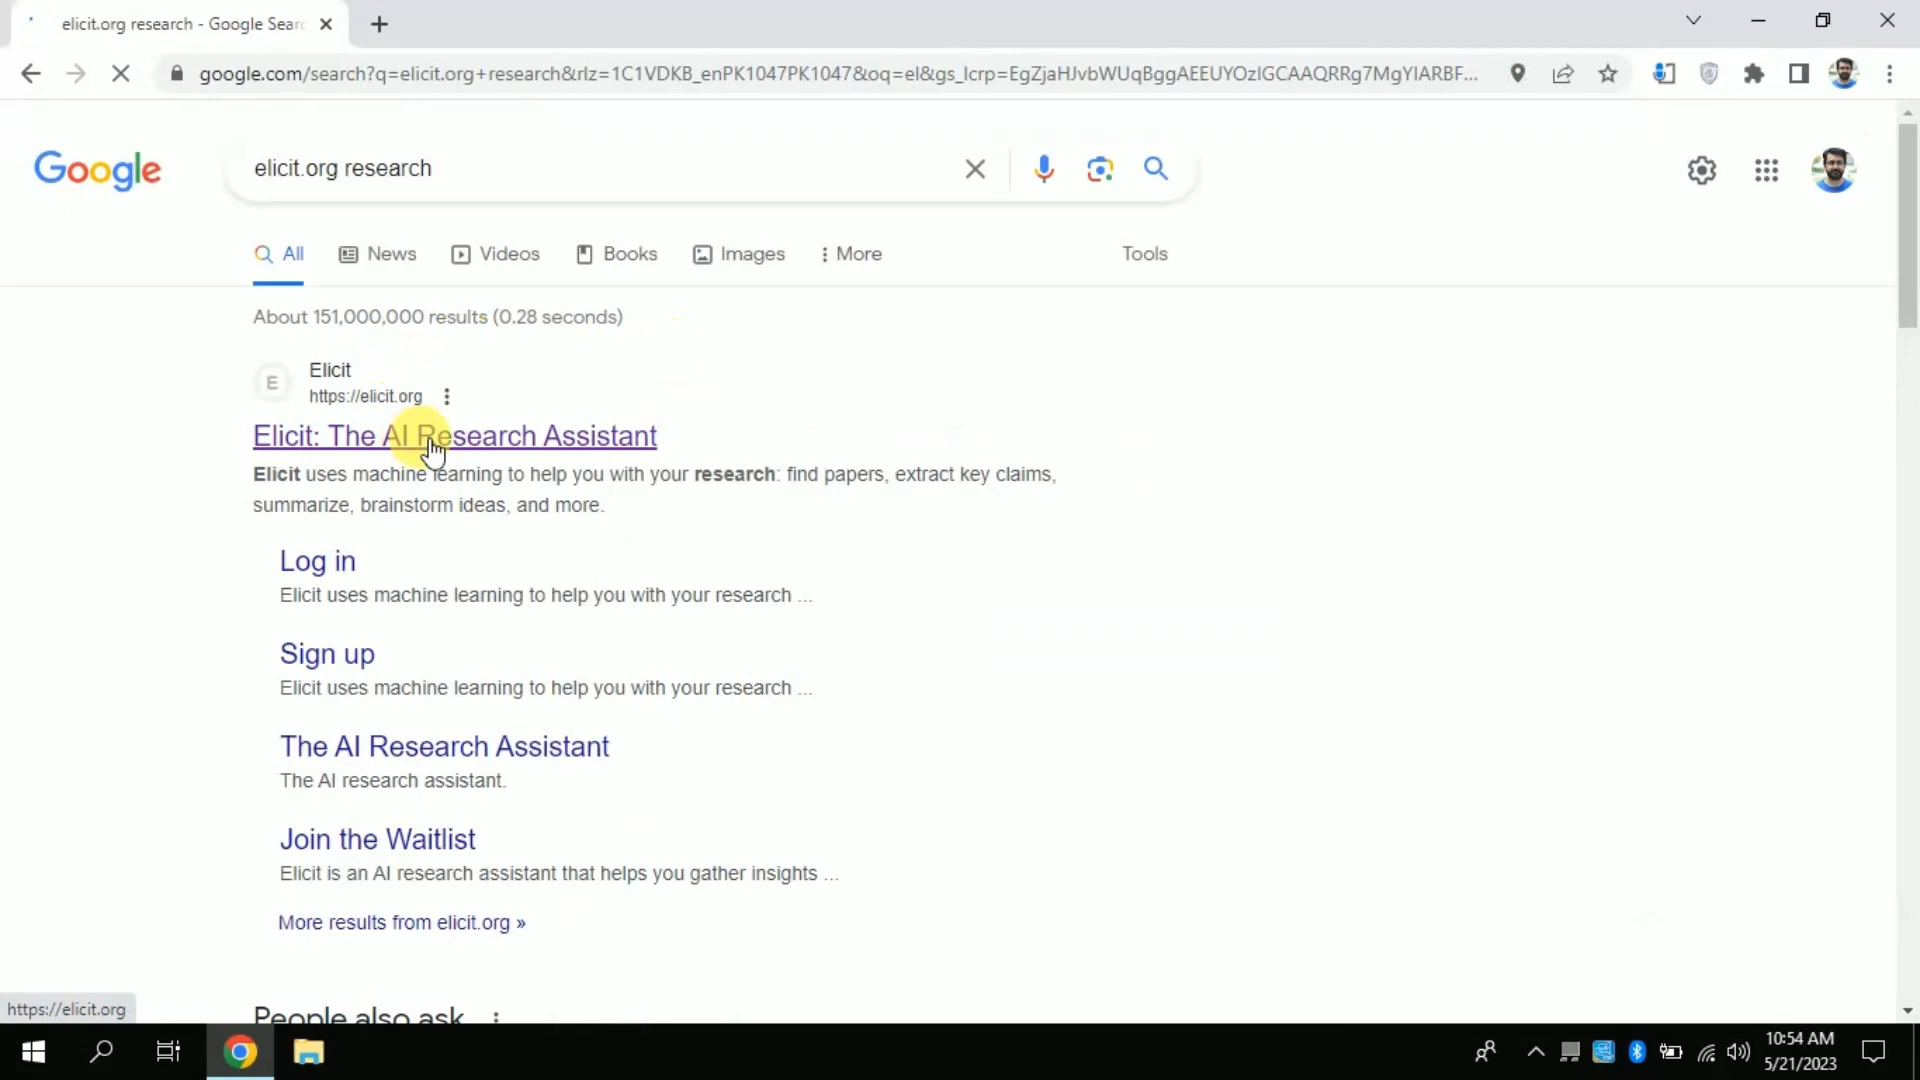 elicit.org research - Google Sear
google.com/search?q=elicit.org+research&rlz=1C1VDKB_enPK1047PK1047&oq=el&gs_lcrp=EgZjaHJvbWUqBggAEEUYOzIGCAAQRRg7MgYIARBF...
Google
elicit.org research
All News Videos Books Images More Tools
About 151,000,000 results (0.28 seconds)
E
Elicit
https://elicit.org
Elicit: The AI Research Assistant
Elicit uses machine learning to help you with your research: find papers, extract key claims,
summarize, brainstorm ideas, and more.
Log in
Elicit uses machine learning to help you with your research ...
Sign up
Elicit uses machine learning to help you with your research ...
The AI Research Assistant
The AI research assistant.
Join the Waitlist
Elicit is an AI research assistant that helps you gather insights ...
More results from elicit.org »
People also ask
https://elicit.org
10:54 AM
5/21/2023